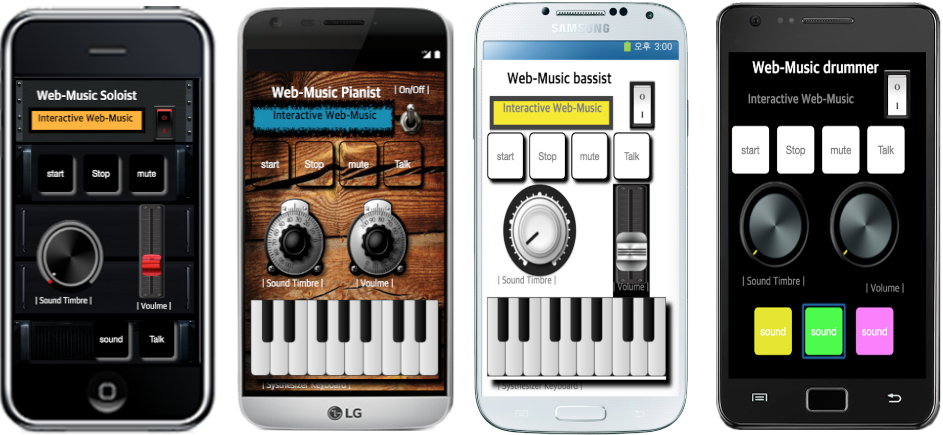 Web-Music Soloist
Interactive Web-Music
O
I
start
Stop
mute
| Sound Timbre |
| Voulme |
sound
Talk
Web-Music Pianist
| On/Off |
Interactive Web-Music
start
Stop
mute
Talk
| Sound Timbre |
| Voulme |
| Synthesizer Keyboard |
LG
SAMSUNG
오후 3:00
Web-Music bassist
Interactive Web-Music
O
I
start
Stop
mute
Talk
| Sound Timbre |
| Volume |
| Synthesizer Keyboard |
Web-Music drummer
Interactive Web-Music
O
I
start
Stop
mute
Talk
| Sound Timbre |
| Volume |
sound
sound
sound